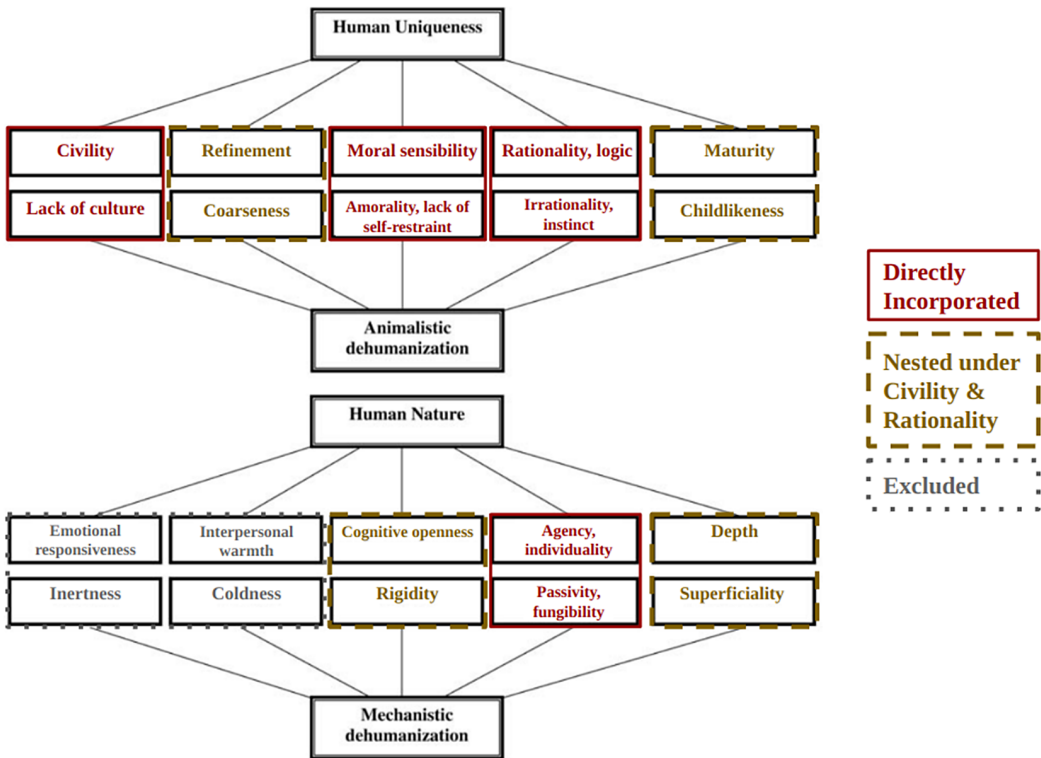 Human Uniqueness
Civility
Refinement
Moral sensibility
Rationality, logic
Maturity
Lack of culture
Coarseness
Amorality, lack of
self-restraint
Irrationality,
instinct
Childlikeness
Animalistic
dehumanization
Directly
Incorporated
Nested under
Civility &
Rationality
Excluded
Human Nature
Emotional
responsiveness
Interpersonal
warmth
Cognitive openness
Agency,
individuality
Depth
Inertness
Coldness
Rigidity
Passivity,
fungibility
Superficiality
Mechanistic
dehumanization